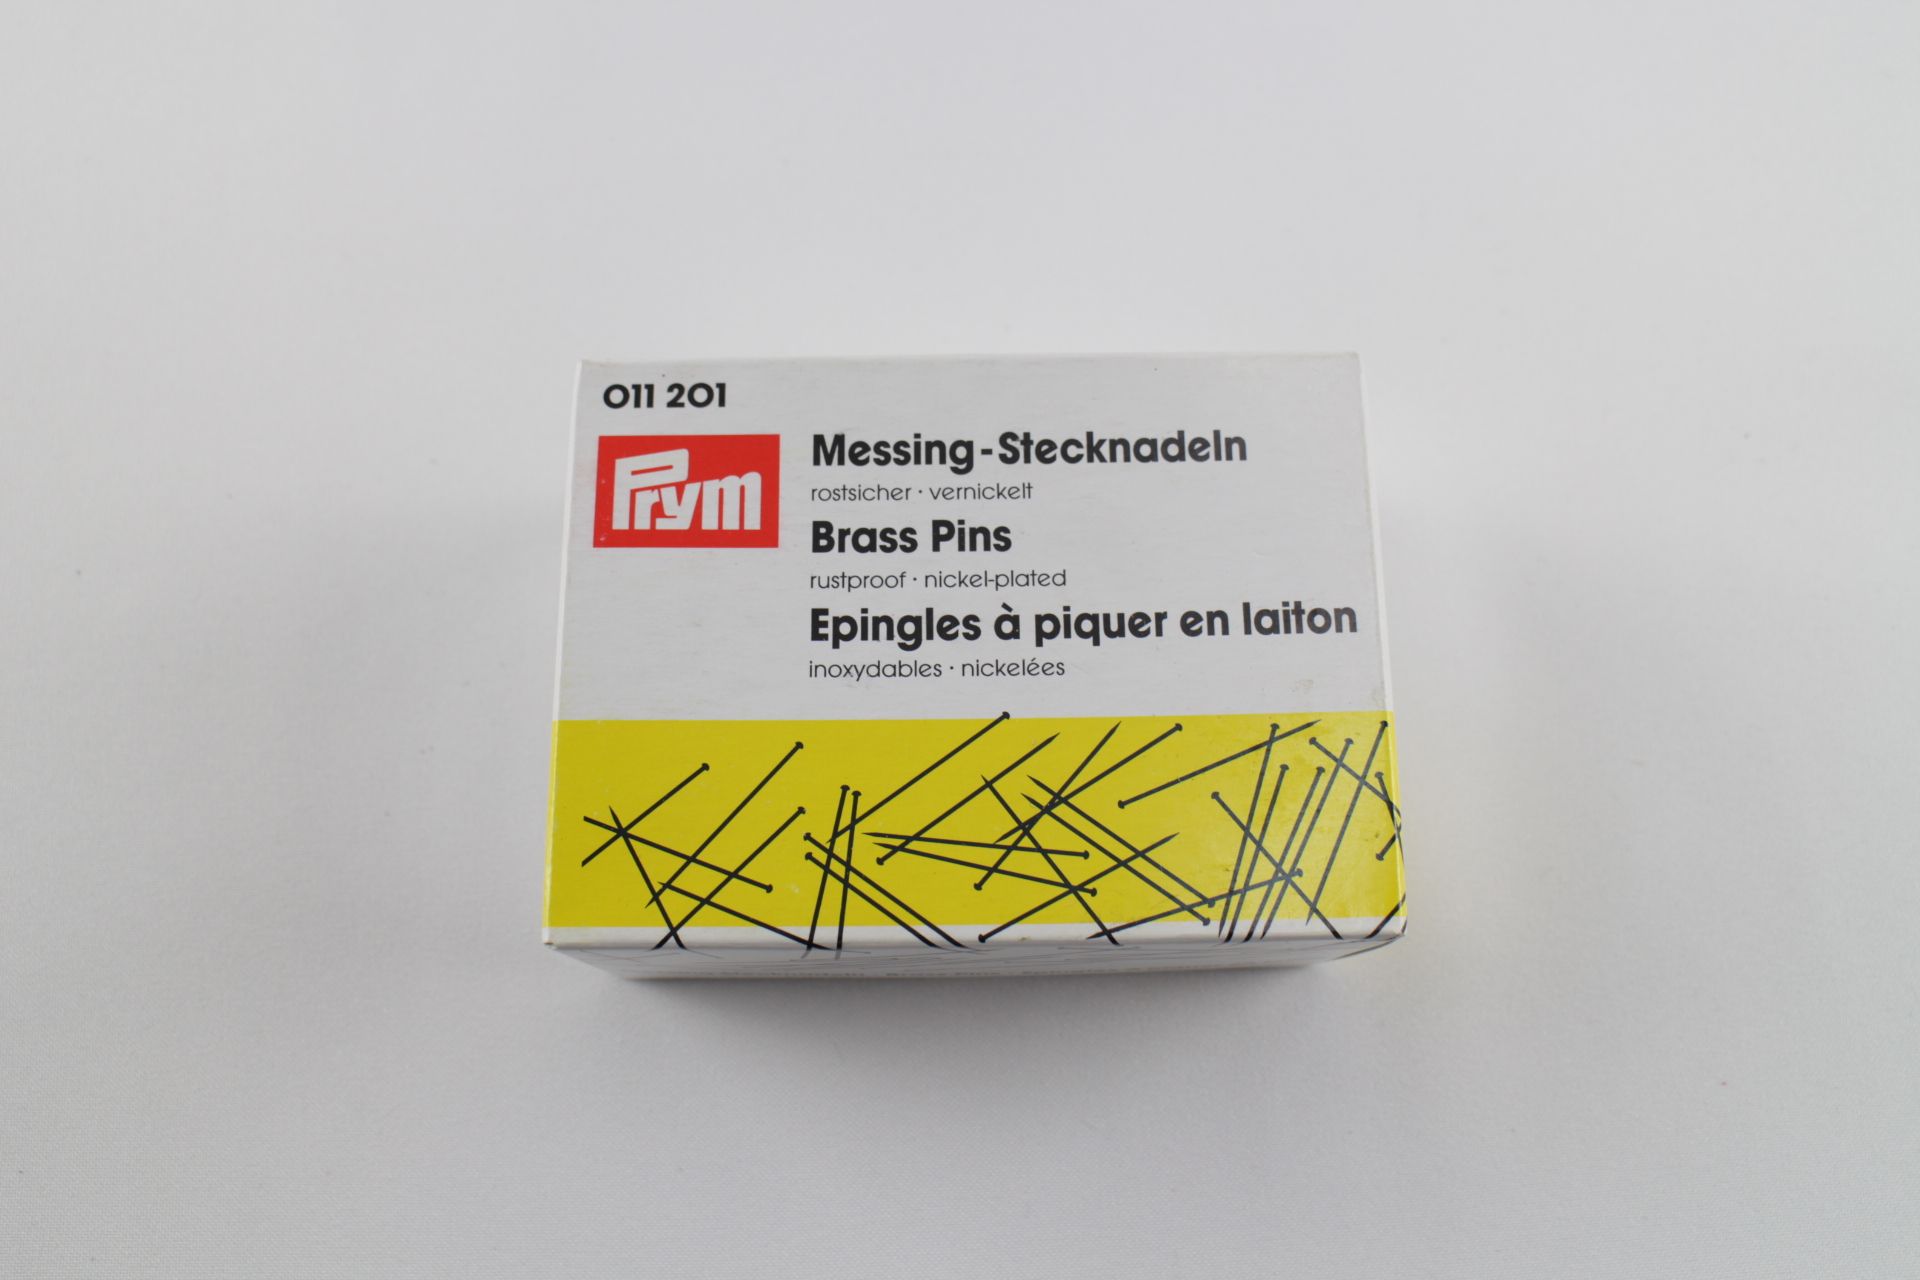 011 201
Prym
Messing-Stecknadeln
rostsicher · vernickelt
Brass Pins
rustproof · nickel-plated
Epingles à piquer en laiton
inoxydables · nickelées